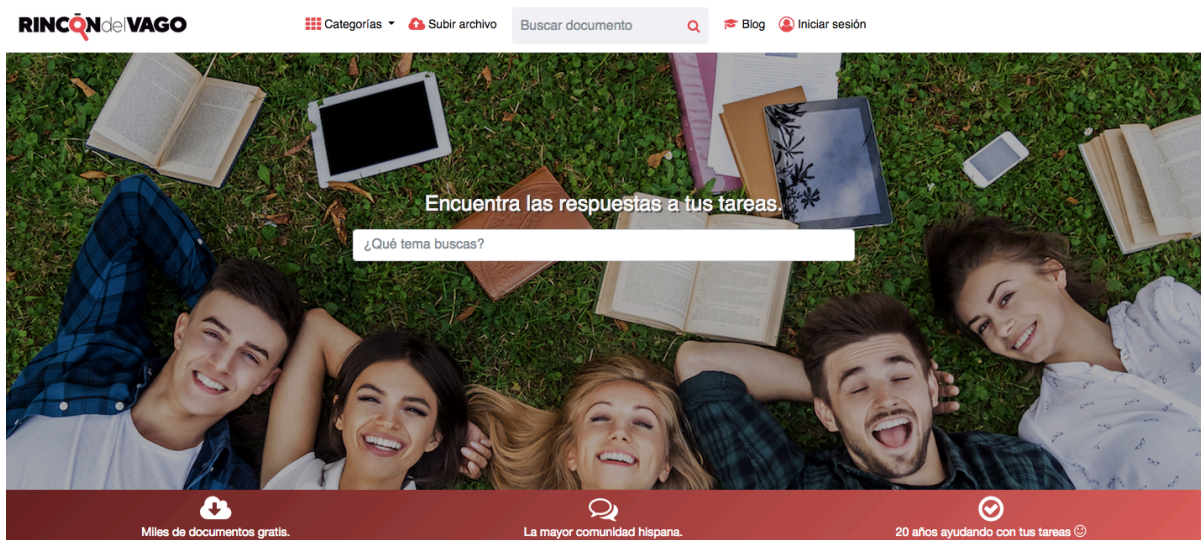 RINCÓNdelVAGO
Categorías
Subir archivo
Buscar documento
Blog
Iniciar sesión
Encuentra las respuestas a tus tareas.
¿Qué tema buscas?
Miles de documentos gratis.
La mayor comunidad hispana.
20 años ayudando con tus tareas